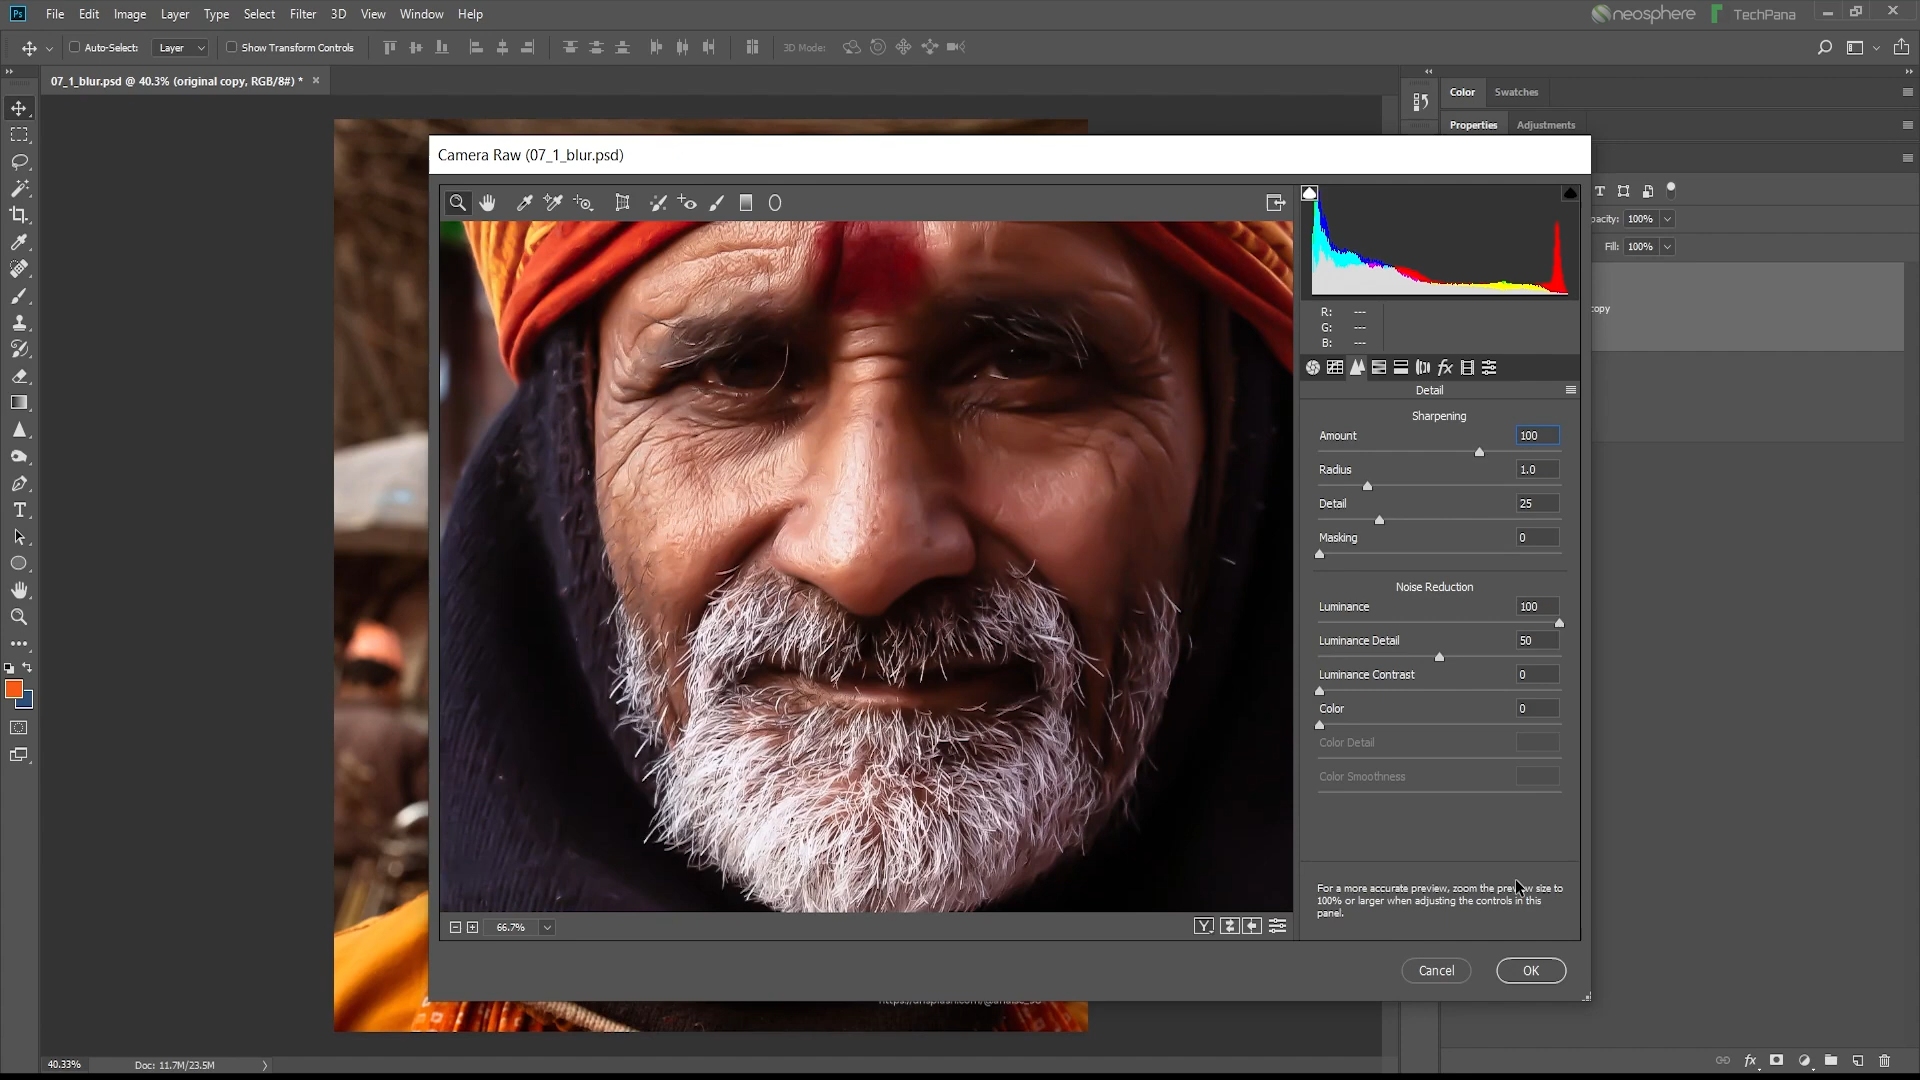 Ps File Edit Image Layer Type Select Filter 3D View Window Help
neosphere TechPana
Auto-Select: Layer Show Transform Controls 3D Mode:
07_1_blur.psd @ 40.3% (original copy, RGB/8#) * ×
Color Swatches
Properties Adjustments
Camera Raw (07_1_blur.psd)
pacity: 100%
Fill: 100%
copy
R: ---
G: ---
B: ---
Detail
Sharpening
Amount 100
Radius 1.0
Detail 25
Masking 0
Noise Reduction
Luminance 100
Luminance Detail 50
Luminance Contrast 0
Color 0
Color Detail
Color Smoothness
For a more accurate preview, zoom the preview size to
100% or larger when adjusting the controls in this
panel.
66.7%
Y
Cancel OK
40.33% Doc: 11.7M/23.5M
fx